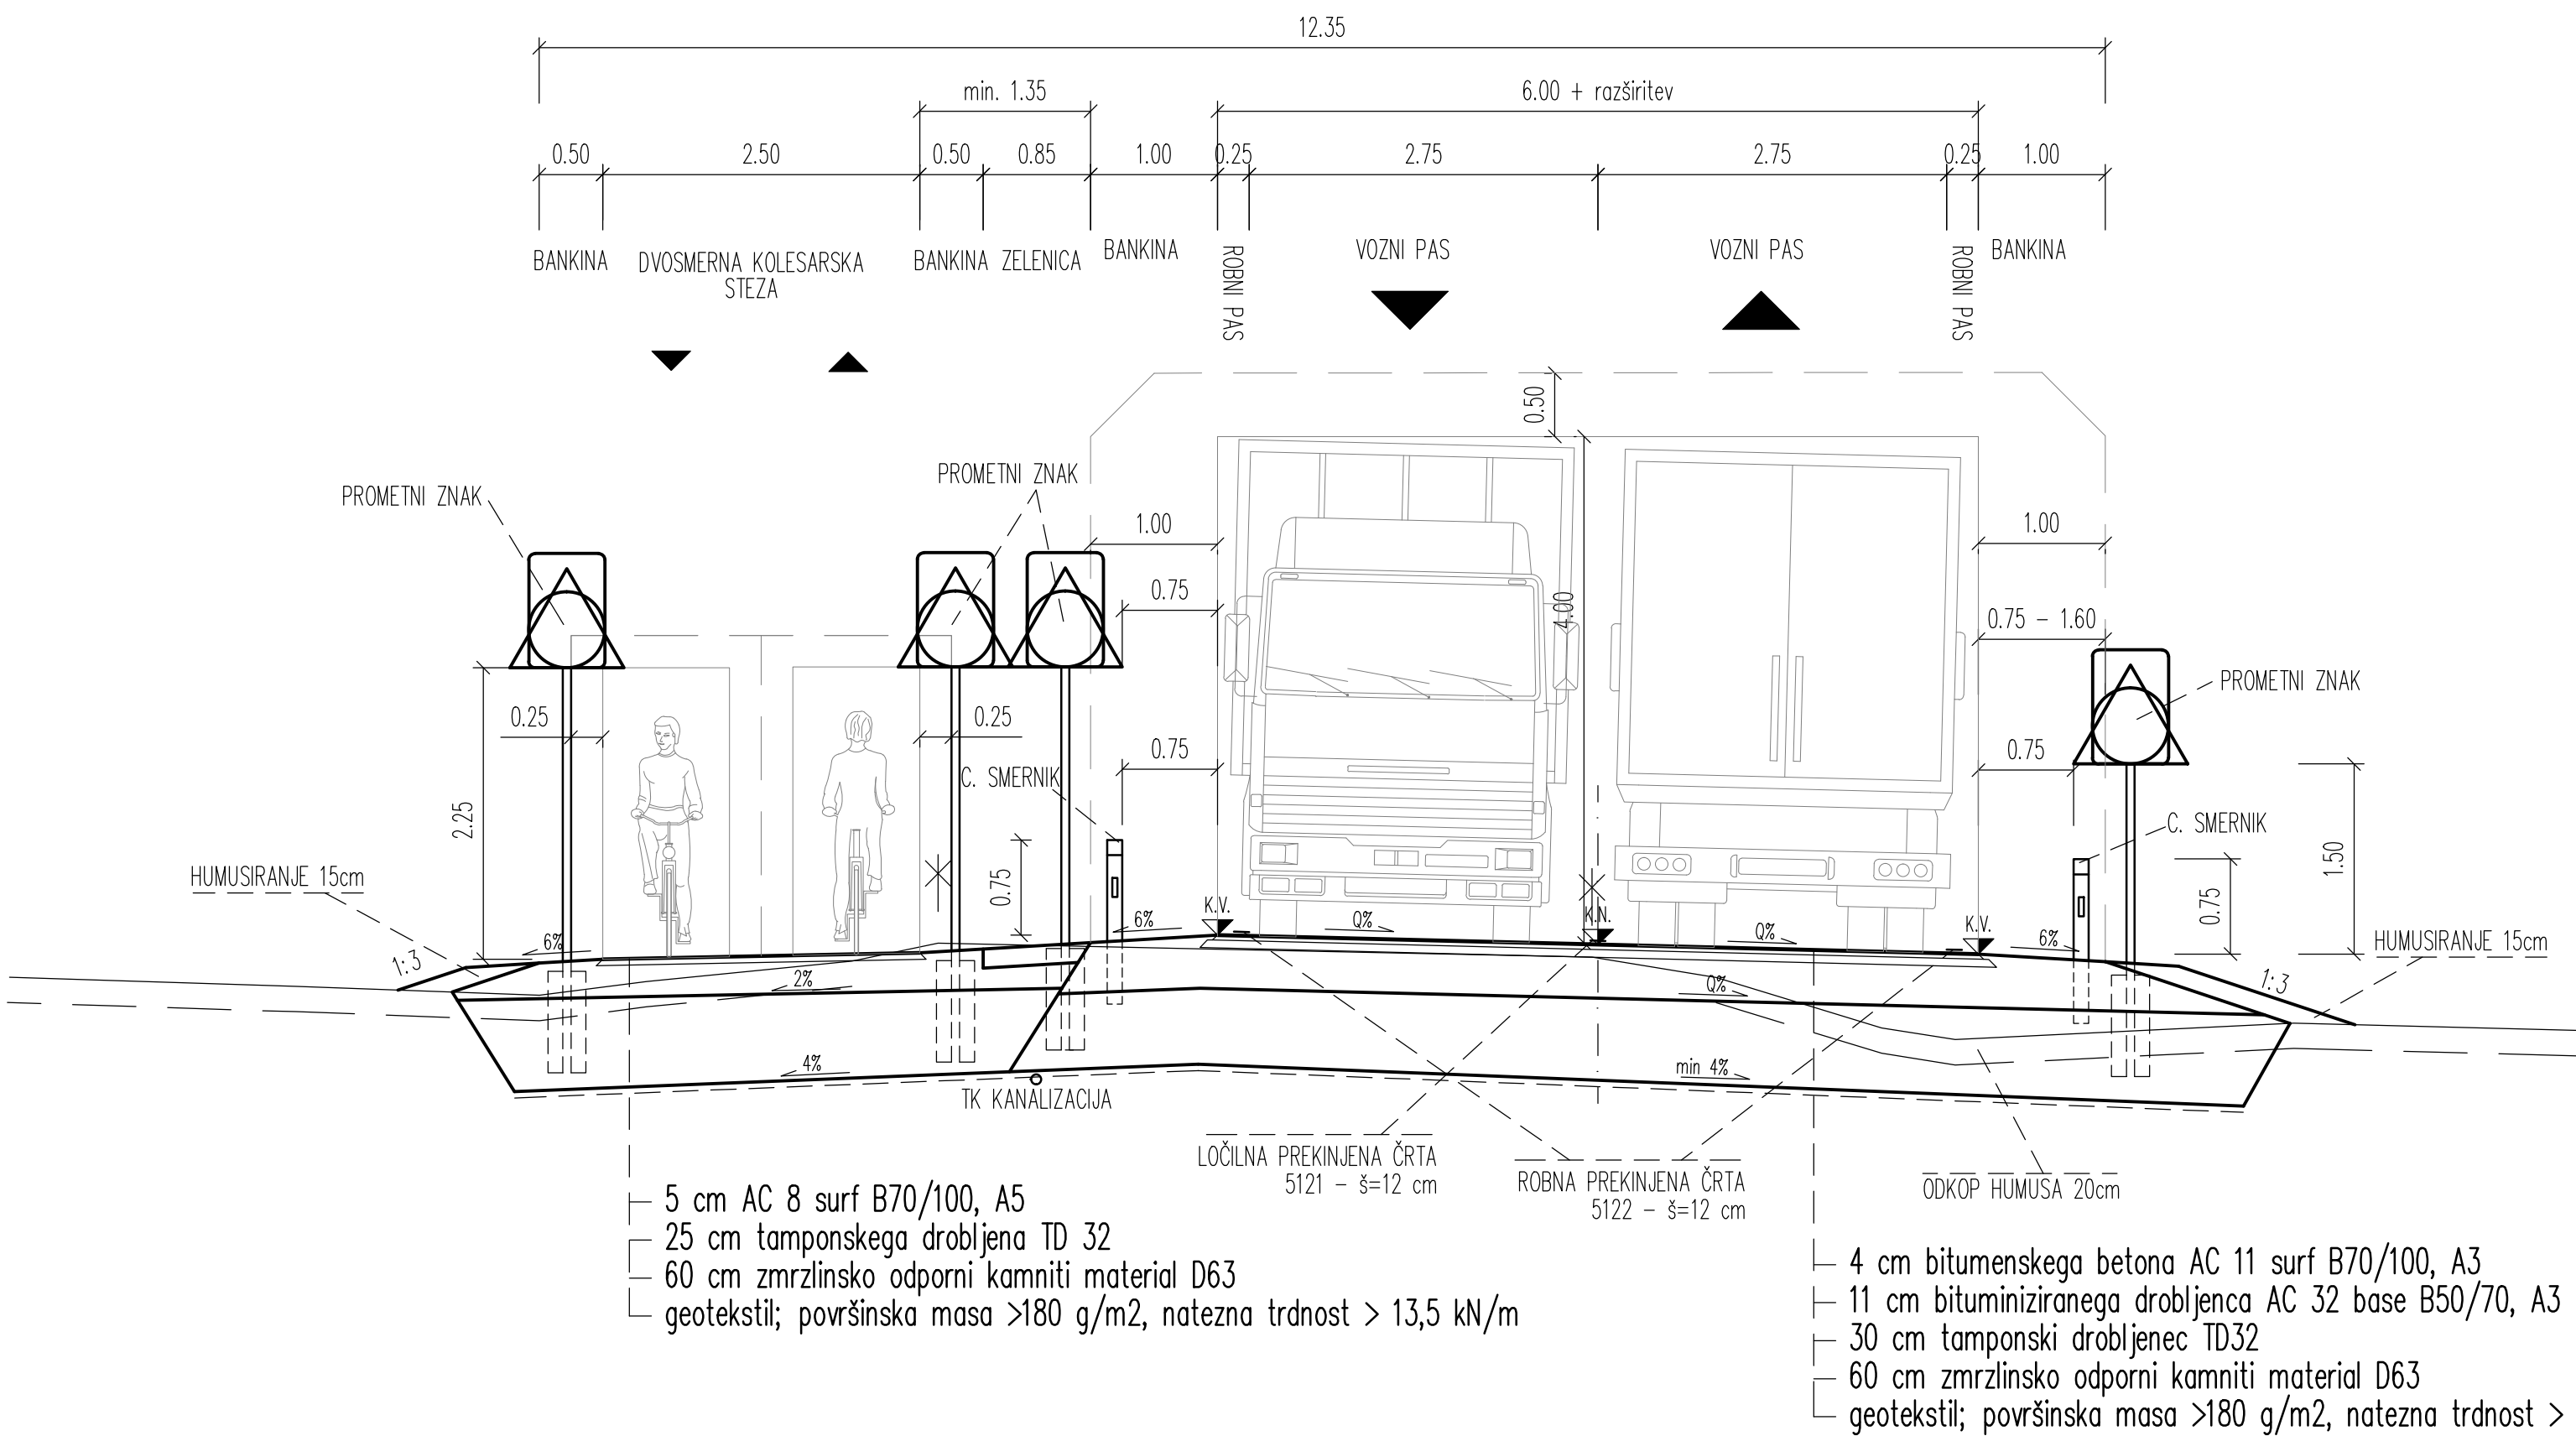 12.35
min. 1.35
6.00 + razširitev
0.50
2.50
0.50
0.85
1.00
0.25
2.75
2.75
0.25
1.00
BANKINA
DVOSMERNA KOLESARSKA
STEZA
BANKINA
ZELENICA
BANKINA
ROBNI PAS
VOZNI PAS
VOZNI PAS
ROBNI PAS
BANKINA
0.50
PROMETNI ZNAK
PROMETNI ZNAK
1.00
1.00
0.75
4.00
0.75 - 1.60
PROMETNI ZNAK
0.25
0.25
0.75
0.75
C. SMERNIK
2.25
C. SMERNIK
1.50
HUMUSIRANJE 15cm
0.75
0.75
K.V.
K.N.
K.V.
6%
6%
Q%
Q%
6%
HUMUSIRANJE 15cm
1:3
2%
Q%
1:3
4%
min 4%
TK KANALIZACIJA
LOČILNA PREKINJENA ČRTA
5121 - š=12 cm
ROBNA PREKINJENA ČRTA
5122 - š=12 cm
ODKOP HUMUSA 20cm
5 cm AC 8 surf B70/100, A5
25 cm tamponskega drobljena TD 32
60 cm zmrzlinsko odporni kamniti material D63
geotekstil; površinska masa >180 g/m2, natezna trdnost > 13,5 kN/m
4 cm bitumenskega betona AC 11 surf B70/100, A3
11 cm bituminiziranega drobljenca AC 32 base B50/70, A3
30 cm tamponski drobljenec TD32
60 cm zmrzlinsko odporni kamniti material D63
geotekstil; površinska masa >180 g/m2, natezna trdnost >